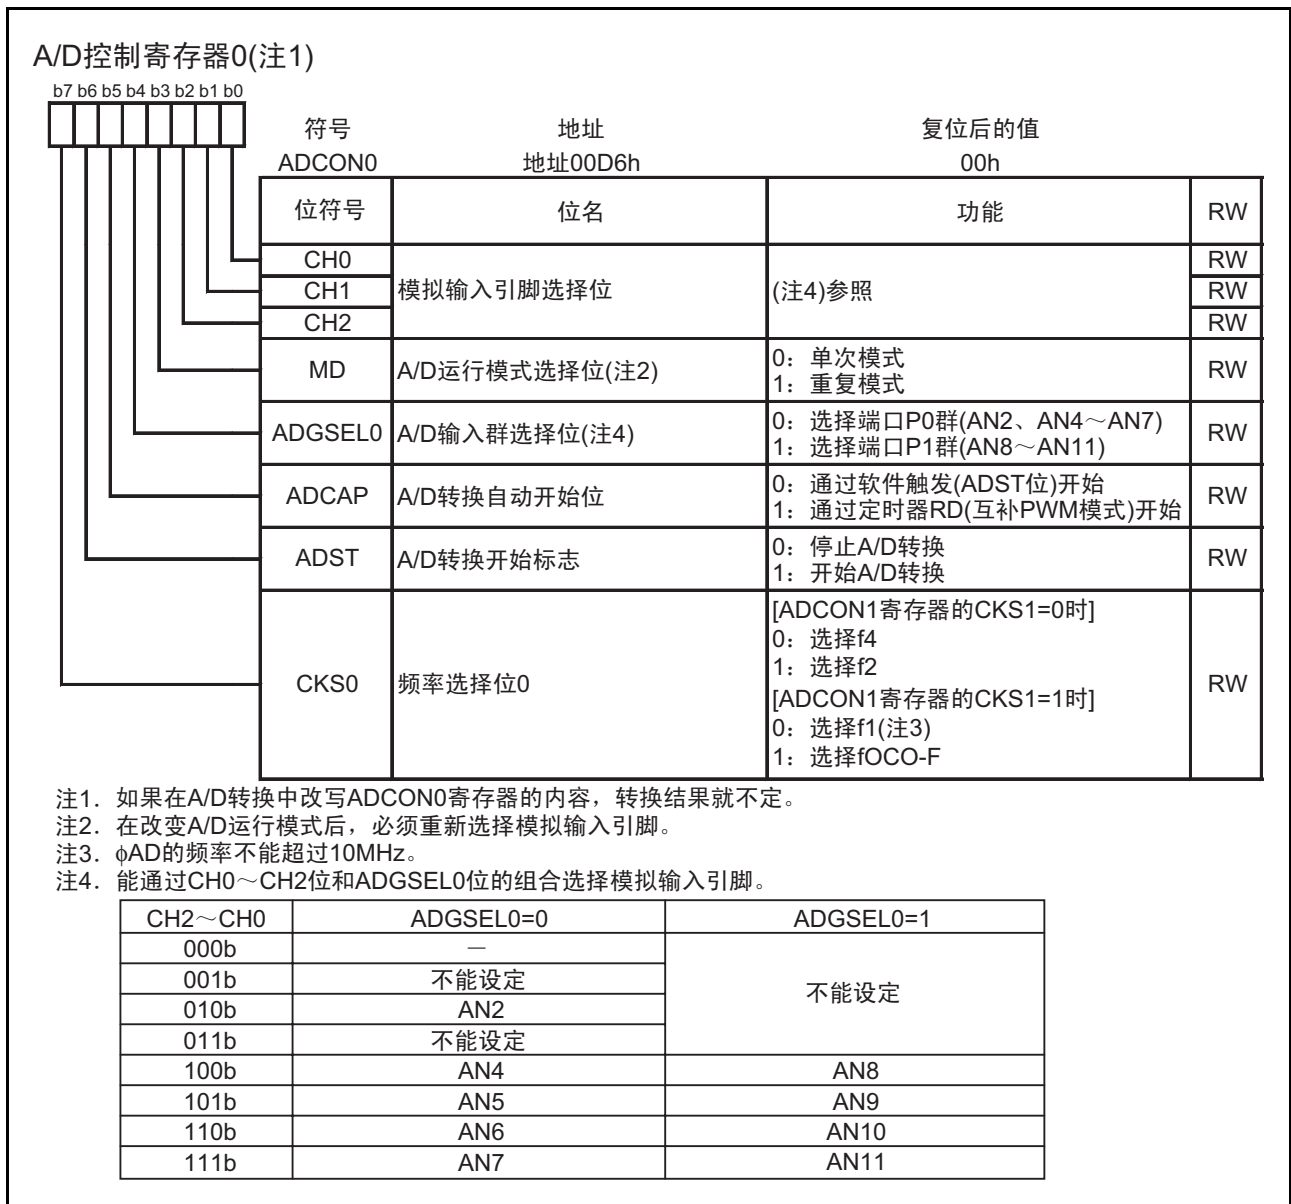 A/D控制寄存器0(注1)
b7 b6 b5 b4 b3 b2 b1 b0
符号 地址 复位后的值
ADCON0 地址00D6h 00h
位符号 位名 功能 RW
CH0 RW
CH1 模拟输入引脚选择位 (注4)参照 RW
CH2 RW
MD A/D运行模式选择位(注2) 0：单次模式 RW
1：重复模式
ADGSEL0 A/D输入群选择位(注4) 0：选择端口P0群(AN2、AN4～AN7) RW
1：选择端口P1群(AN8～AN11)
ADCAP A/D转换自动开始位 0：通过软件触发(ADST位)开始 RW
1：通过定时器RD(互补PWM模式)开始
ADST A/D转换开始标志 0：停止A/D转换 RW
1：开始A/D转换
[ADCON1寄存器的CKS1=0时]
0：选择f4
1：选择f2
CKS0 频率选择位0 [ADCON1寄存器的CKS1=1时] RW
0：选择f1(注3)
1：选择fOCO-F
注1．如果在A/D转换中改写ADCON0寄存器的内容，转换结果就不定。
注2．在改变A/D运行模式后，必须重新选择模拟输入引脚。
注3．ϕAD的频率不能超过10MHz。
注4．能通过CH0～CH2位和ADGSEL0位的组合选择模拟输入引脚。
CH2～CH0 ADGSEL0=0 ADGSEL0=1
000b —
001b 不能设定 不能设定
010b AN2
011b 不能设定
100b AN4 AN8
101b AN5 AN9
110b AN6 AN10
111b AN7 AN11